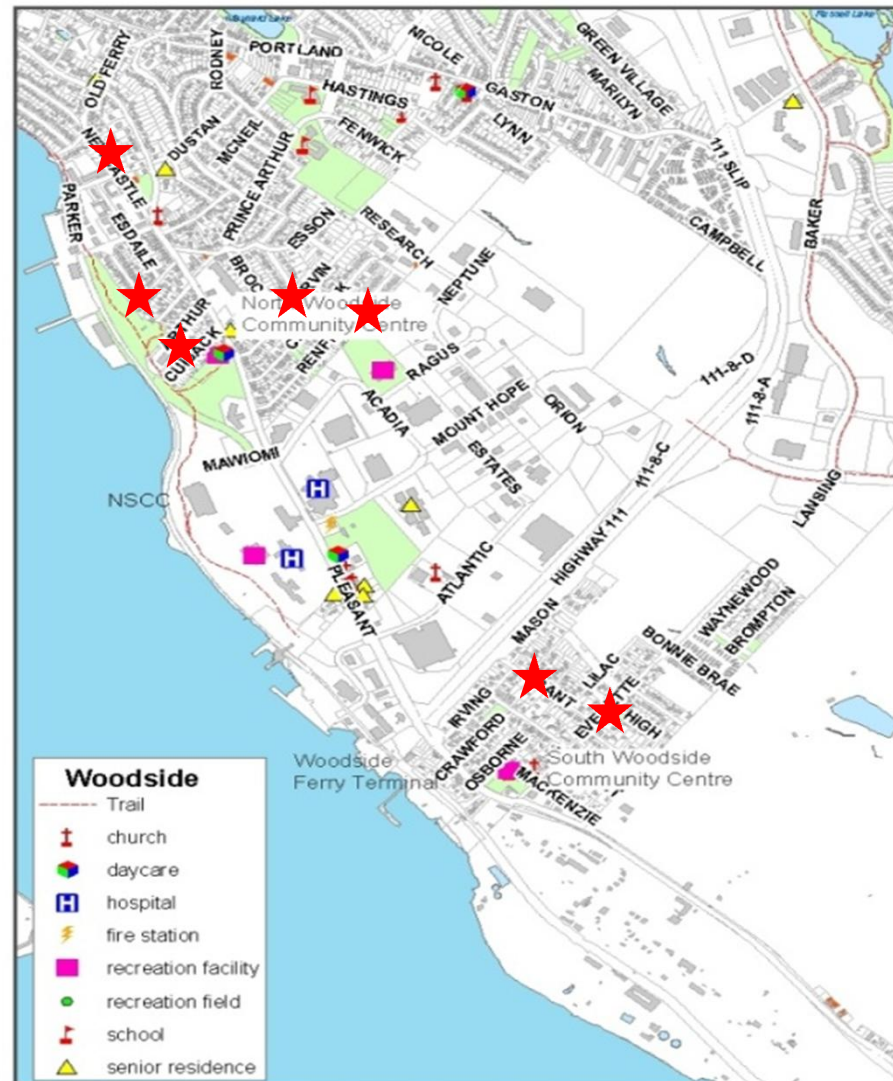 NICOLE
PORTLAND
OLD FERRY
RODNEY
GREEN VILLAGE
MARILYN
HASTINGS
GASTON
LYNN
FENWICK
MCNEIL
DUSTAN
PRINCE ARTHUR
111 SLIP
PARKER
ESDAILE
ESSON
RESEARCH
CAMPBELL
BAKER
NEPTUNE
North Woodside
Community Centre
CUISACK
RAGUS
111-8-D
111-8-A
ACADIA
MOUNT HOPE
ORION
MAWIOMI
ESTATES
111-8-C
NSCC
LANSING
HIGHWAY 111
ATLANTIC
PLEASANT
MASON
WAYNEWOOD
BROMPTON
BONNIE BRAE
LILAC
IRVING
HIGH
CRAWFORD
OSBORNE
MACKENZIE
Woodside
Ferry Terminal
South Woodside
Community Centre
Woodside
Trail
church
daycare
hospital
fire station
recreation facility
recreation field
school
senior residence